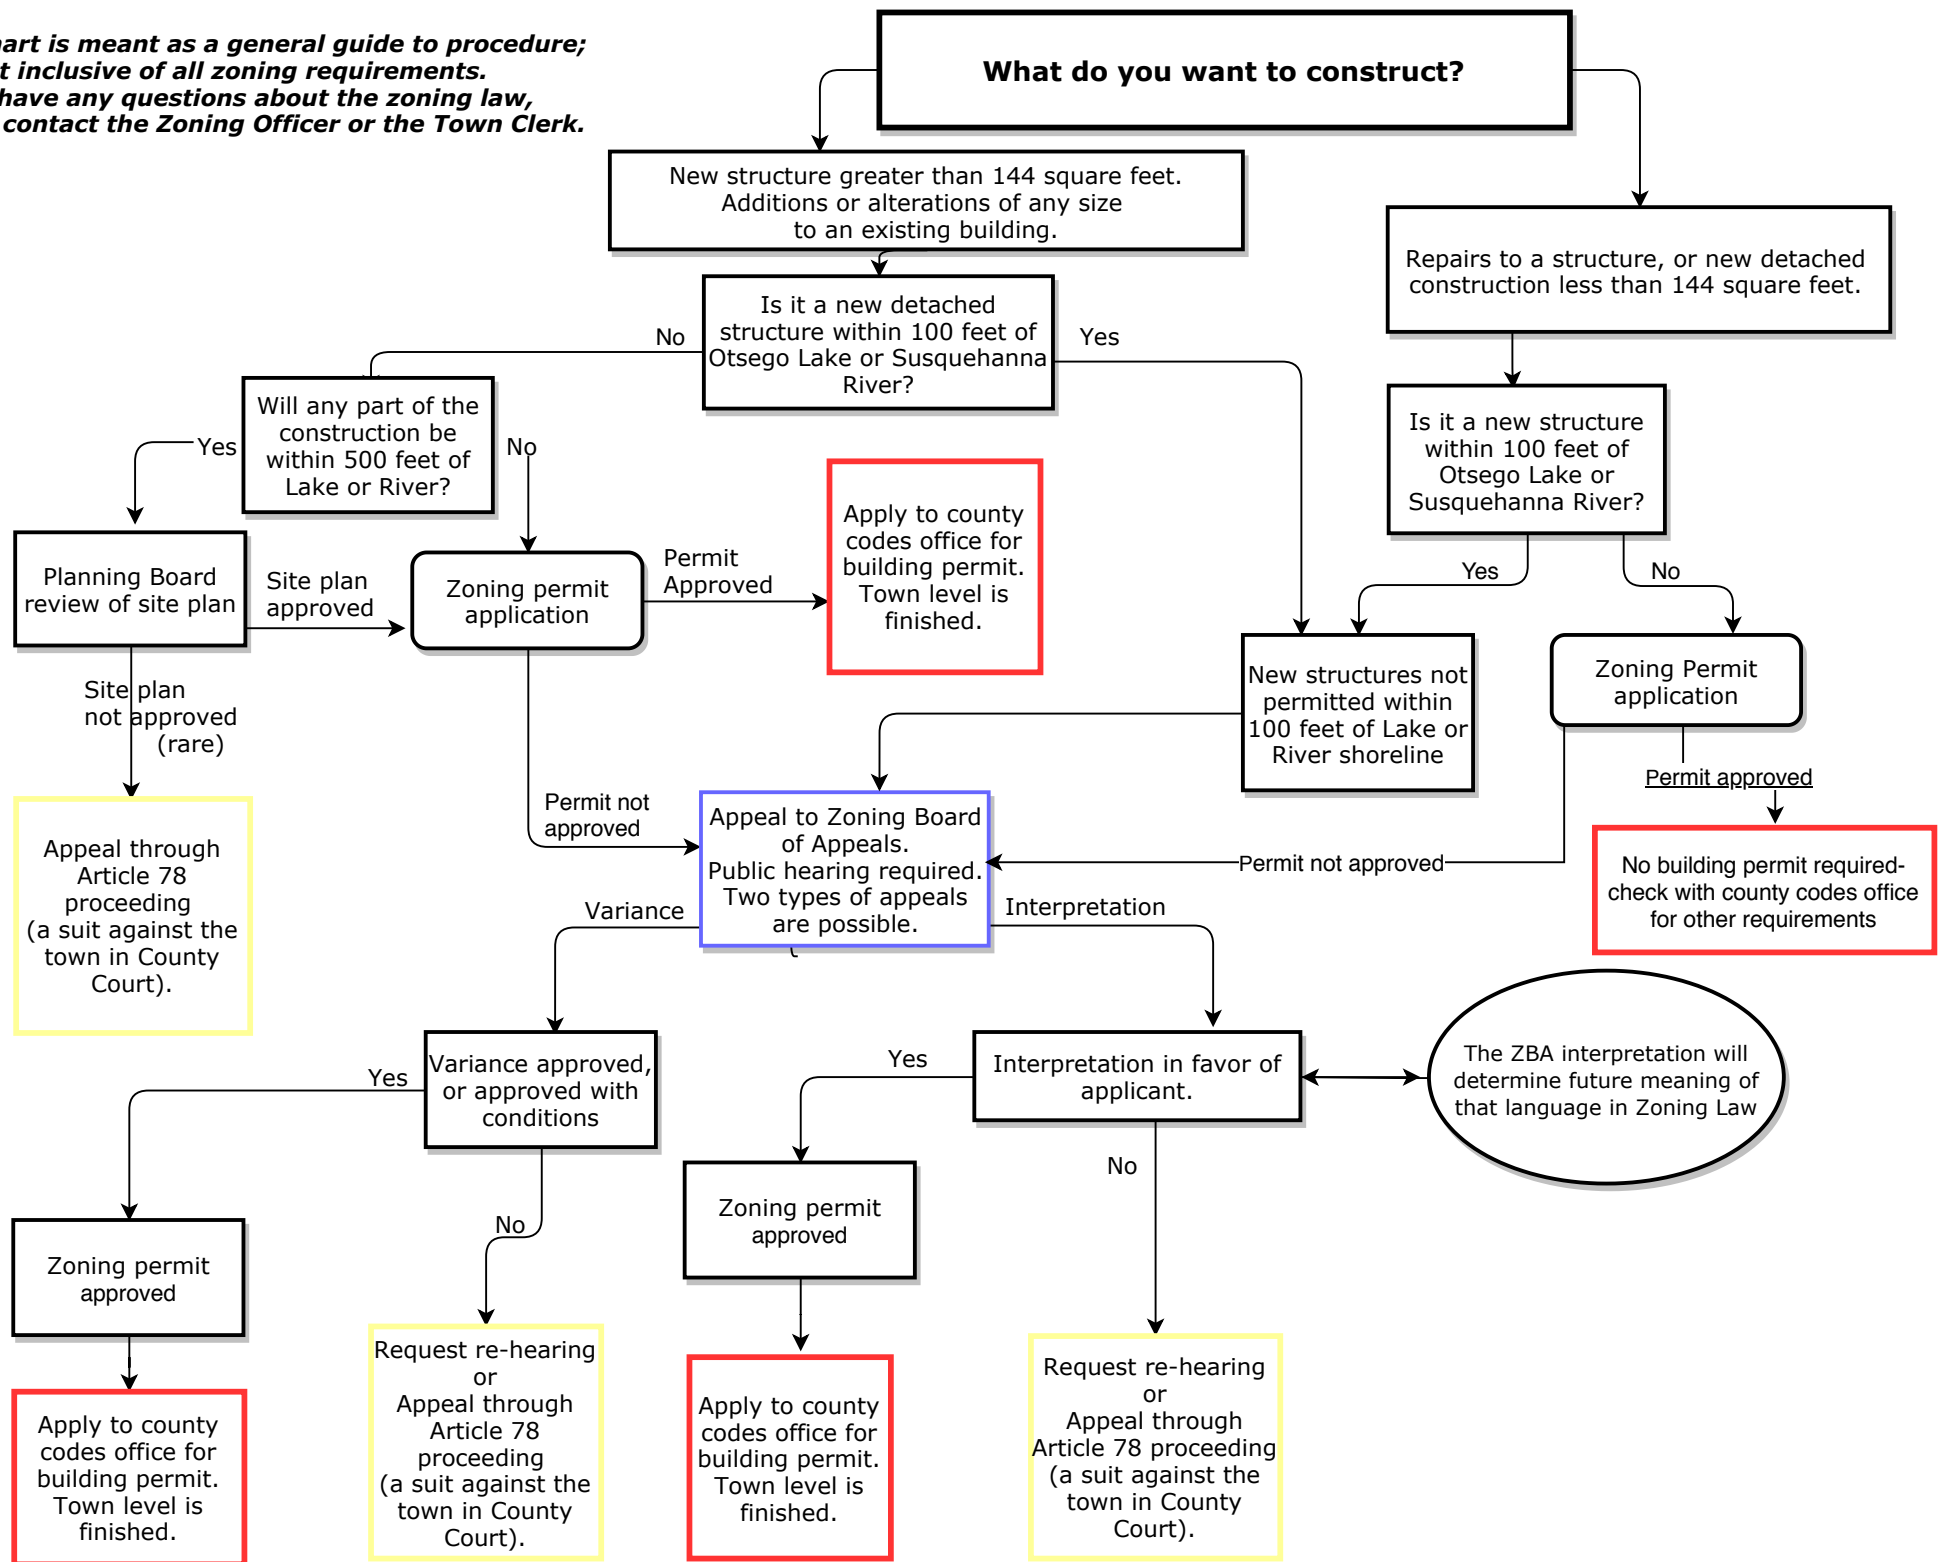 art is meant as a general guide to procedure;
t inclusive of all zoning requirements.
have any questions about the zoning law,
contact the Zoning Officer or the Town Clerk.
What do you want to construct?
New structure greater than 144 square feet.
Additions or alterations of any size
to an existing building.
Repairs to a structure, or new detached
construction less than 144 square feet.
Is it a new detached
structure within 100 feet of
Otsego Lake or Susquehanna
River?
No
Yes
Will any part of the
construction be
within 500 feet of
Lake or River?
Yes
No
Is it a new structure
within 100 feet of
Otsego Lake or
Susquehanna River?
Yes
No
Planning Board
review of site plan
Site plan
approved
Zoning permit
application
Permit
Approved
Apply to county
codes office for
building permit.
Town level is
finished.
New structures not
permitted within
100 feet of Lake or
River shoreline
Zoning Permit
application
Site plan
not approved
(rare)
Permit approved
Appeal through
Article 78
proceeding
(a suit against the
town in County
Court).
Permit not
approved
Appeal to Zoning Board
of Appeals.
Public hearing required.
Two types of appeals
are possible.
Permit not approved
No building permit required-
check with county codes office
for other requirements
Variance
Interpretation
Variance approved,
or approved with
conditions
Yes
No
Interpretation in favor of
applicant.
Yes
No
The ZBA interpretation will
determine future meaning of
that language in Zoning Law
Zoning permit
approved
Zoning permit
approved
Apply to county
codes office for
building permit.
Town level is
finished.
Request re-hearing
or
Appeal through
Article 78
proceeding
(a suit against the
town in County
Court).
Apply to county
codes office for
building permit.
Town level is
finished.
Request re-hearing
or
Appeal through
Article 78 proceeding
(a suit against the
town in County
Court).